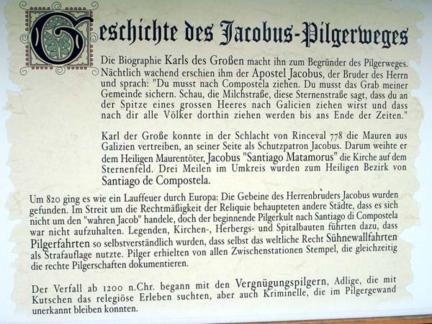 Geschichte des Jacobus-Pilgerweges
Die Biographie Karls des Großen macht ihn zum Begründer des Pilgerweges.
Nächtlich wachend erschien ihm der Apostel Jacobus, der Bruder des Herrn
und sprach: "Du musst nach Compostela ziehen. Du musst das Grab meiner
Gemeinde sichern. Schau, die Milchstraße, diese Sternenstraße sagt, dass du an
der Spitze eines grossen Heeres nach Galicien ziehen wirst und dass
nach dir alle Völker dorthin ziehen werden bis ans Ende der Zeiten."
Karl der Große konnte in der Schlacht von Rinceval 778 die Mauren aus
Galizien vertreiben, an seiner Seite als Schutzpatron Jacobus. Darum weihte er
dem Heiligen Maurentöter, Jacobus "Santiago Matamorus" die Kirche auf dem
Sternenfeld. Drei Meilen im Umkreis wurden zum Heiligen Bezirk von
Santiago de Compostela.
Um 820 ging es wie ein Lauffeuer durch Europa: Die Gebeine des Herrenbruders Jacobus wurden
gefunden. Im Streit um die Rechtmäßigkeit der Reliquie behaupteten andere Städte, dass es sich
nicht um den "wahren Jacob" handele, doch der beginnende Pilgerkult nach Santiago di Compostela
war nicht aufzuhalten. Legenden, Kirchen-, Herbergs- und Spitalbauten führten dazu, dass
Pilgerfahrten so selbstverständlich wurden, dass selbst das weltliche Recht Sühnewallfahrten
als Strafauflage nutzte. Pilger erhielten von allen Zwischenstationen Stempel, die gleichzeitig
die rechte Pilgerschaften dokumentieren.
Der Verfall ab 1200 n.Chr. begann mit den Vergnügungspilgern, Adlige, die mit
Kutschen das relegiöse Erleben suchten, aber auch Kriminelle, die im Pilgergewand
unerkannt bleiben konnten.